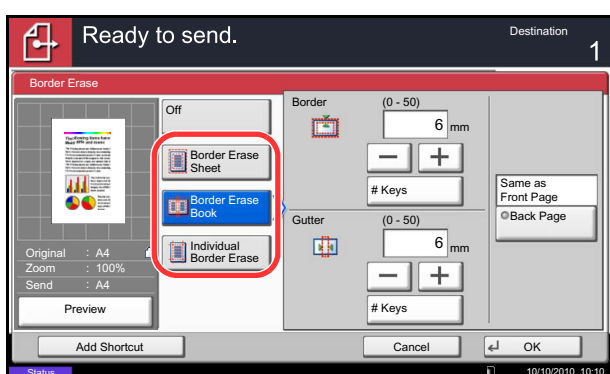 Ready to send.
Destination
1
Border Erase
Off
Border Erase
Sheet
Border Erase
Book
Individual
Border Erase
Original : A4
Zoom : 100%
Send : A4
Preview
Border
(0 - 50)
6 mm
# Keys
Gutter
(0 - 50)
6 mm
# Keys
Same as
Front Page
Back Page
Add Shortcut
Cancel
OK
Status
10/10/2010 10:10